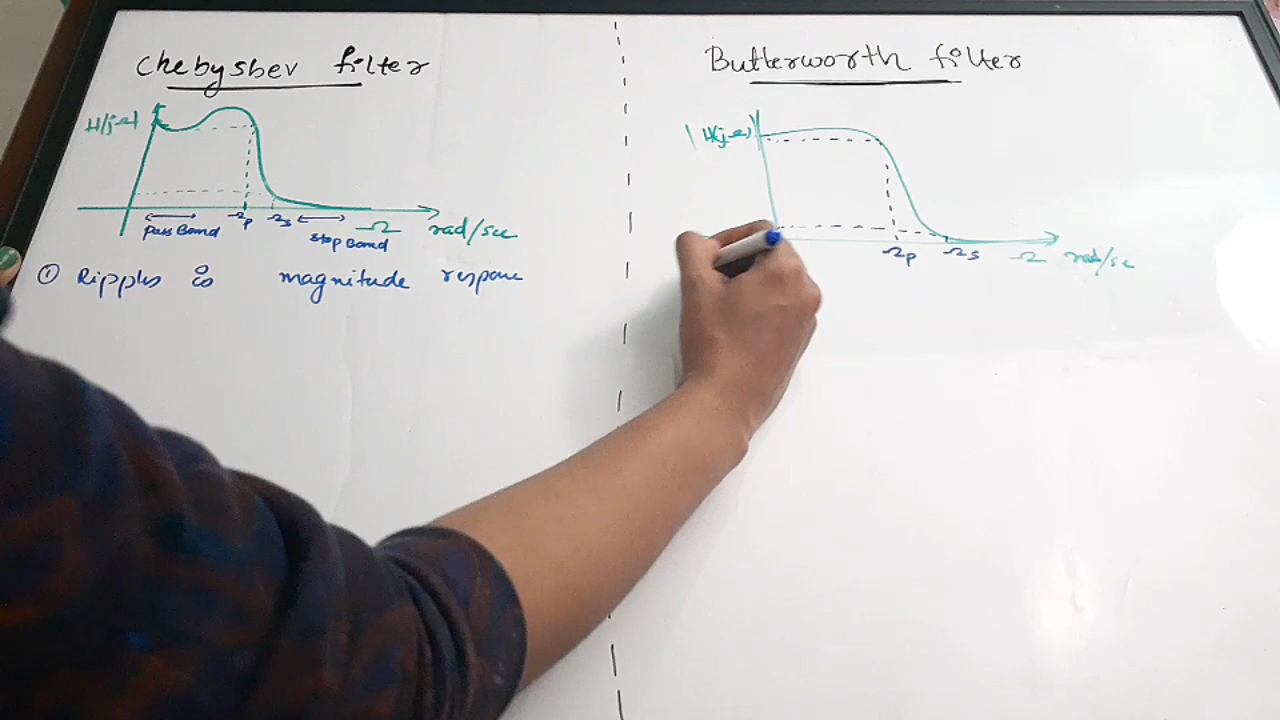 Chebyshev filter
H(jΩ)
Ωp Ωs
Pass Band
Stop Band
Ω rad/sec
① Ripples in magnitude response
Butterworth filter
|H(jΩ)
Ωp Ωs Ω rad/sec